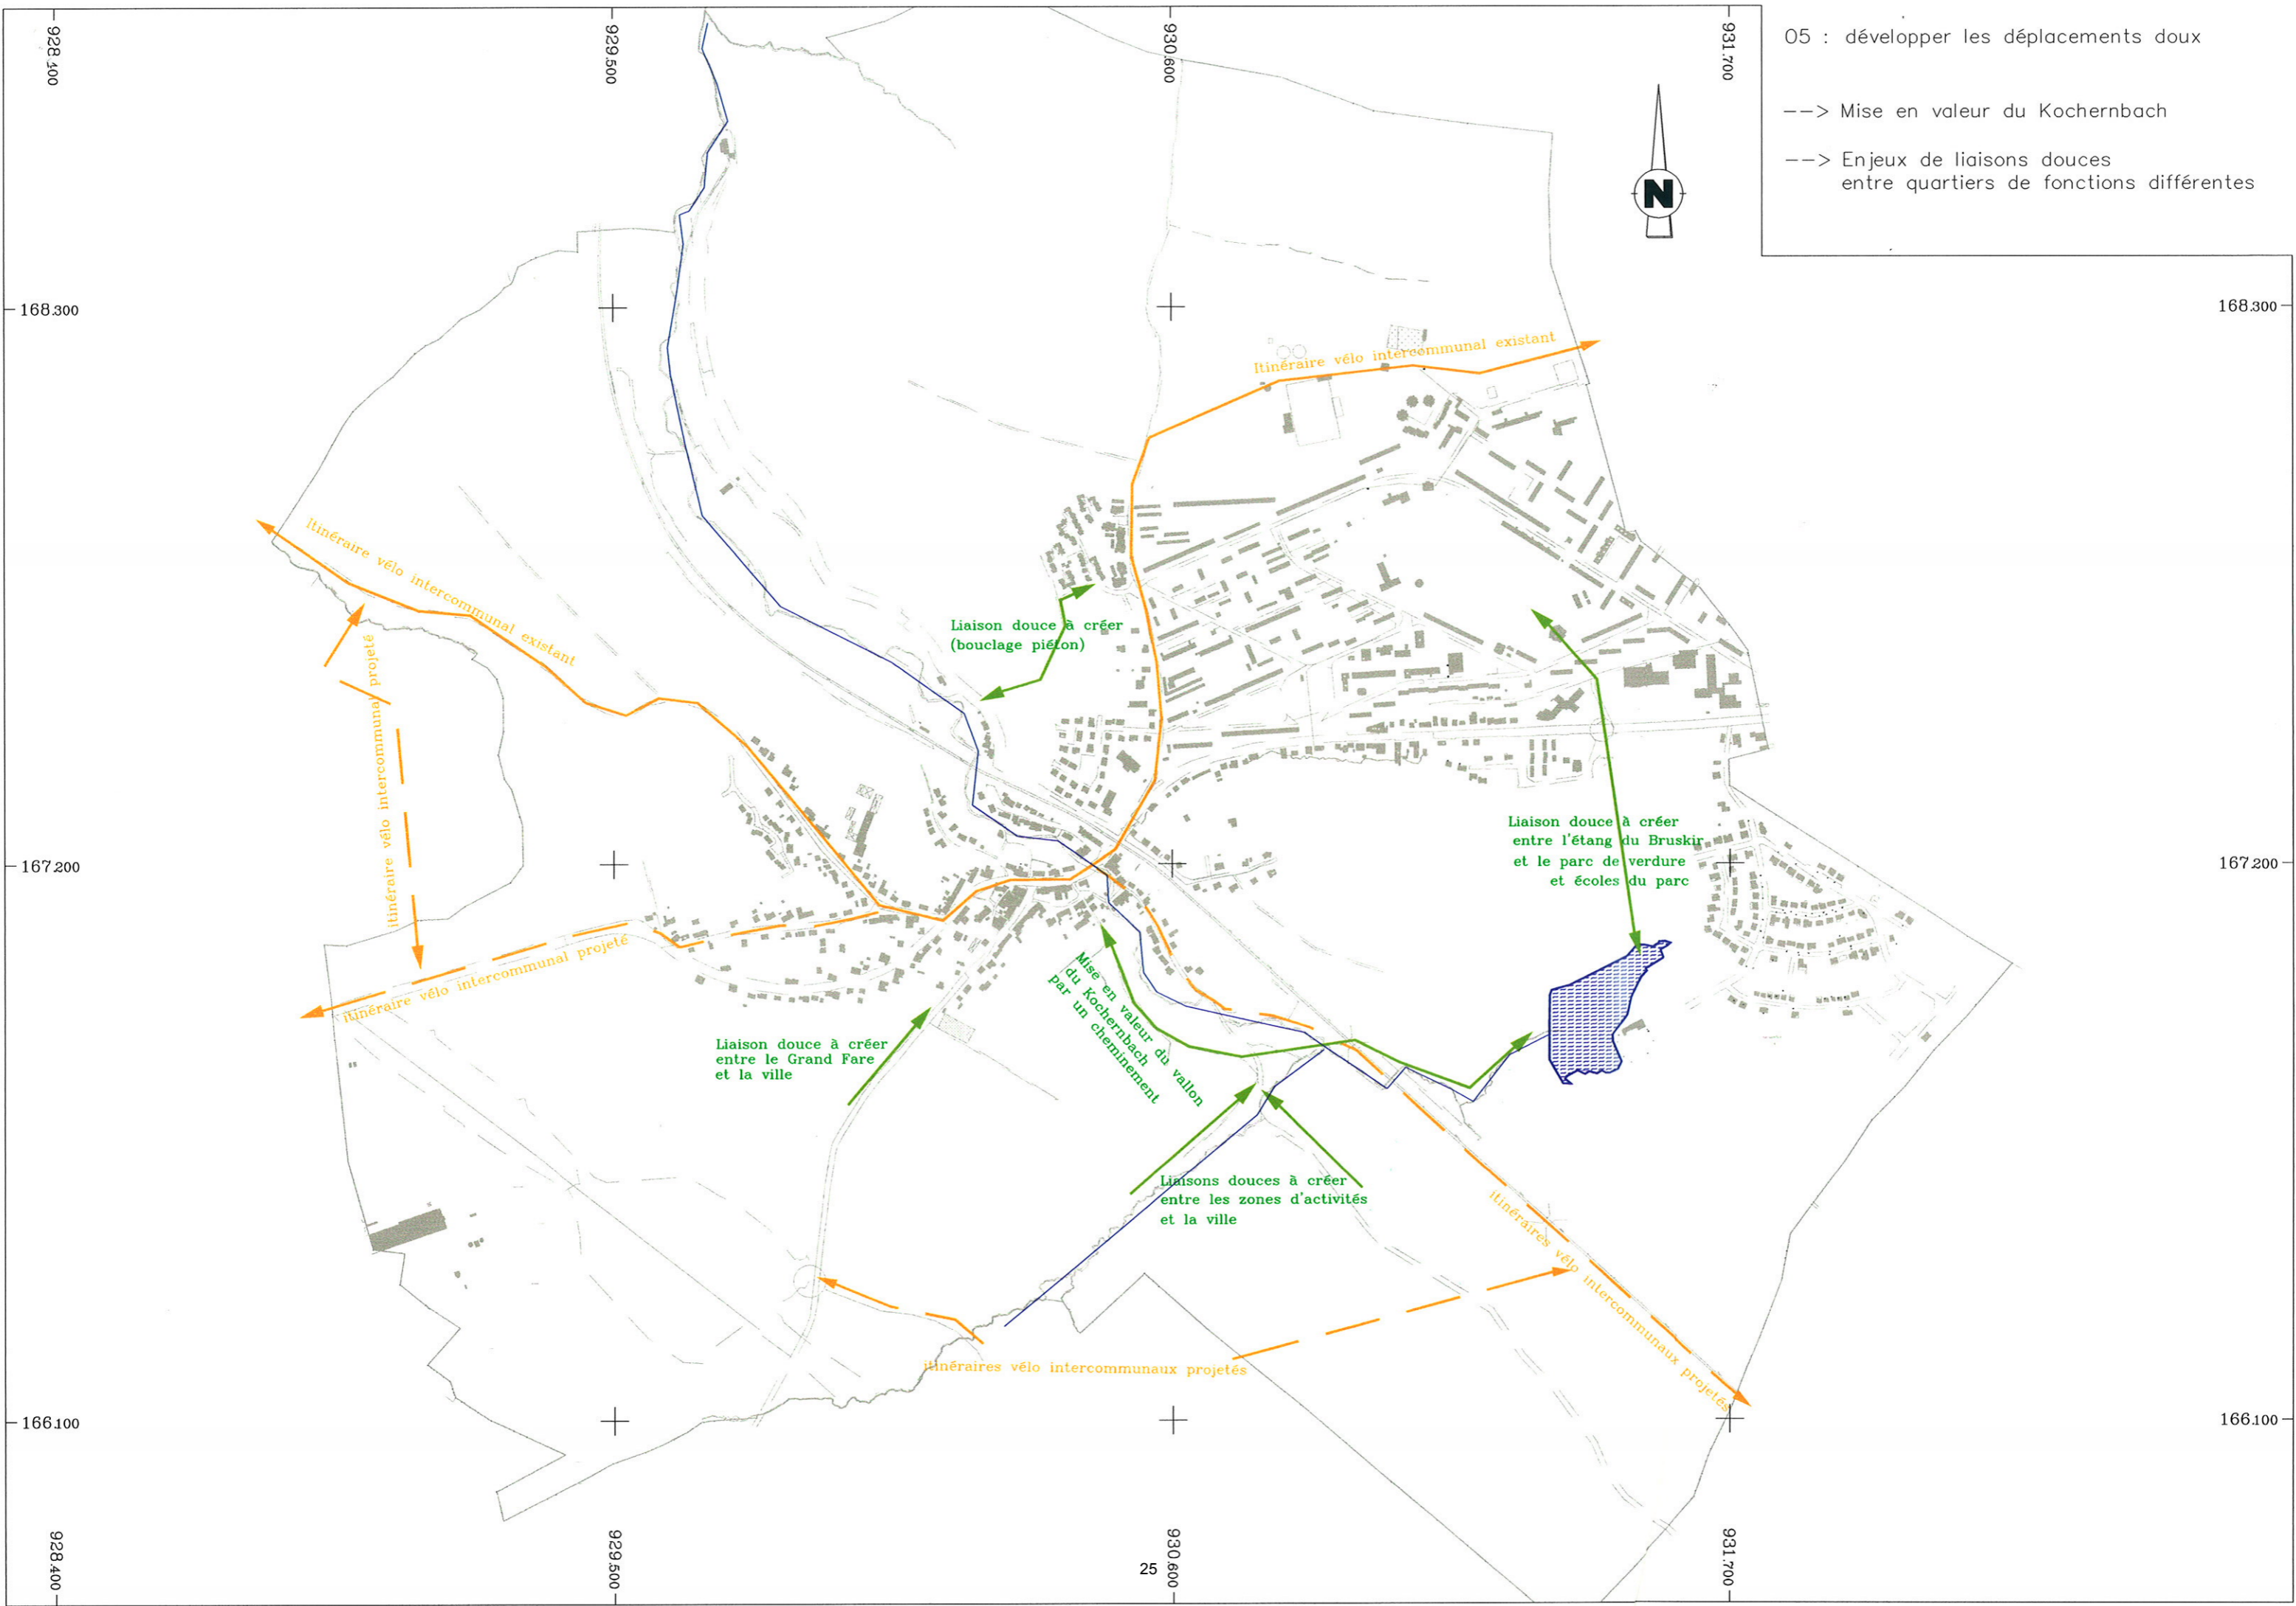 928.400
929.500
930.600
931.700
O5 : développer les déplacements doux
--> Mise en valeur du Kochernbach
--> Enjeux de liaisons douces
entre quartiers de fonctions différentes
N
168.300
168.300
Itinéraire vélo intercommunal existant
Itinéraire vélo intercommunal existant
Liaison douce à créer
(bouclage piéton)
itinéraire vélo intercommunal projeté
Liaison douce à créer
entre l'étang du Bruskir
et le parc de verdure
et écoles du parc
167.200
167.200
itinéraire vélo intercommunal projeté
Mise en valeur du vallon
du Kochernbach
par un cheminement
Liaison douce à créer
entre le Grand Fare
et la ville
Liaisons douces à créer
entre les zones d'activités
et la ville
itinéraires vélo intercommunaux projetés
itinéraires vélo intercommunaux projetés
166.100
166.100
928.400
929.500
930.600
931.700
25